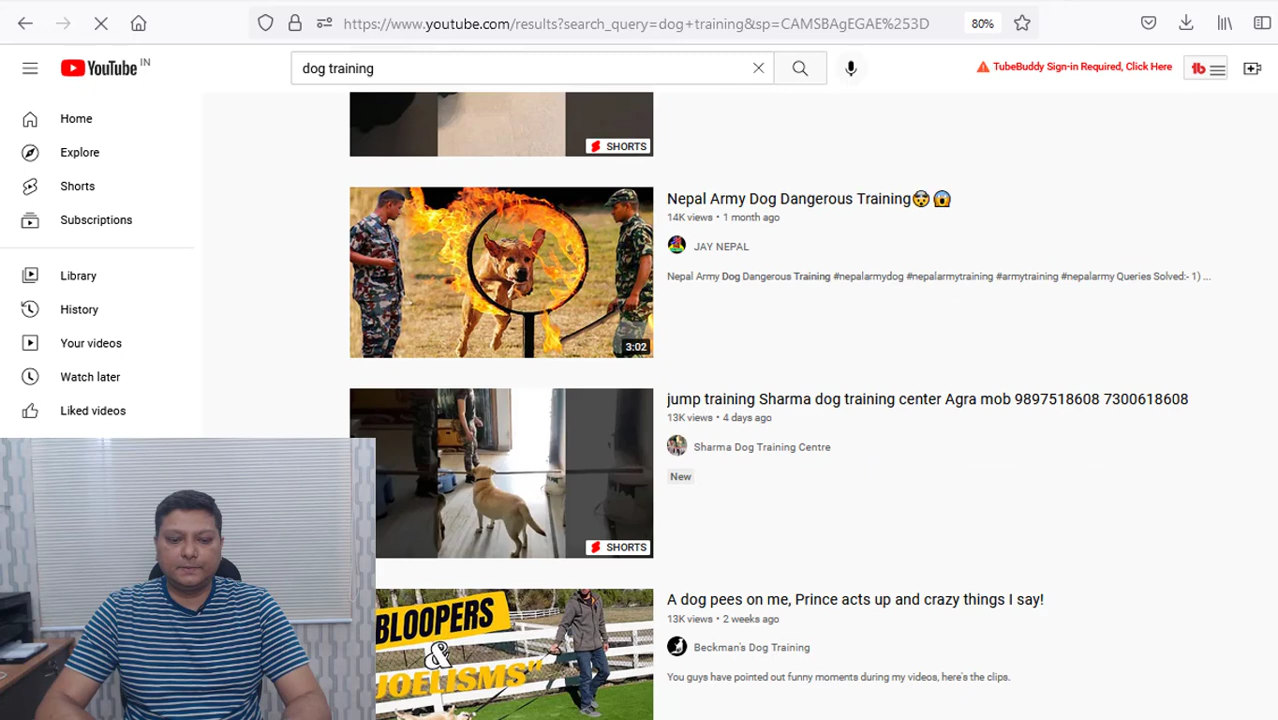 https://www.youtube.com/results?search_query=dog+training&sp=CAMSBAgEGAE%253D
80%
YouTube IN
dog training
TubeBuddy Sign-in Required, Click Here
tb
Home
Explore
Shorts
Subscriptions
Library
History
Your videos
Watch later
Liked videos
SHORTS
Nepal Army Dog Dangerous Training😵😱
14K views • 1 month ago
JAY NEPAL
Nepal Army Dog Dangerous Training #nepalarmydog #nepalarmytraining #armytraining #nepalarmy Queries Solved:- 1) ...
3:02
jump training Sharma dog training center Agra mob 9897518608 7300618608
13K views • 4 days ago
Sharma Dog Training Centre
New
SHORTS
A dog pees on me, Prince acts up and crazy things I say!
13K views • 2 weeks ago
Beckman's Dog Training
You guys have pointed out funny moments during my videos, here's the clips.
BLOOPERS
&
JOELISMS"